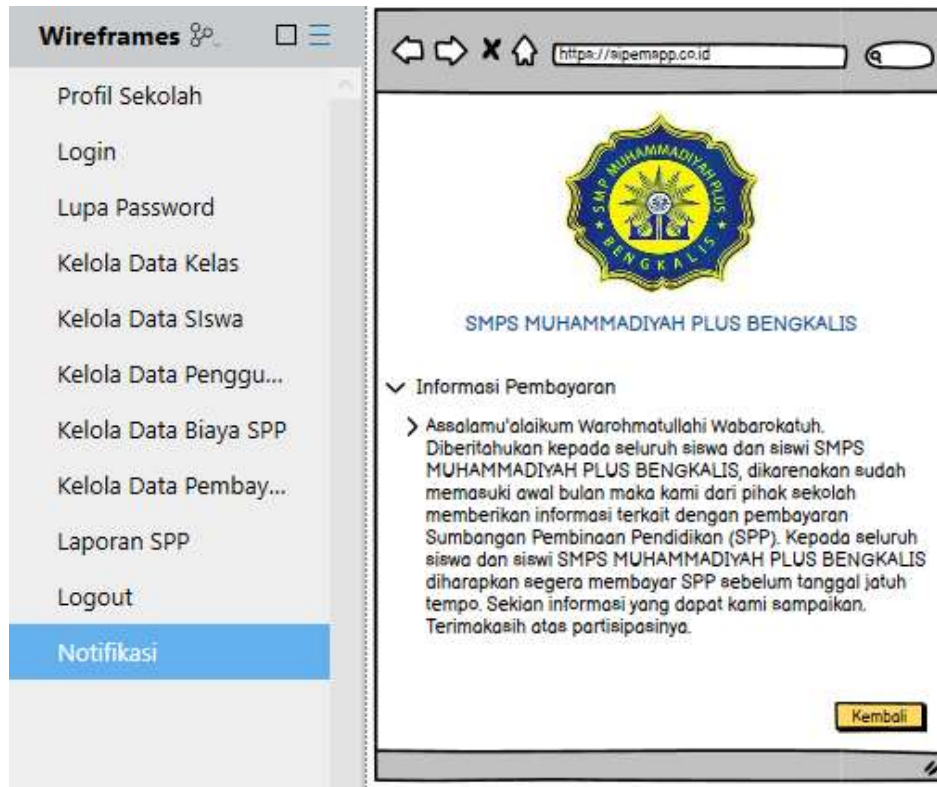 Wireframes
Profil Sekolah
Login
Lupa Password
Kelola Data Kelas
Kelola Data SIswa
Kelola Data Penggu...
Kelola Data Biaya SPP
Kelola Data Pembay...
Laporan SPP
Logout
Notifikasi
https://sipemspp.co.id
SMP MUHAMMADIYAH PLUS
BENGKALIS
SMPS MUHAMMADIYAH PLUS BENGKALIS
Informasi Pembayaran
Assalamu'alaikum Warohmatullahi Wabarokatuh.
Diberitahukan kepada seluruh siswa dan siswi SMPS
MUHAMMADIYAH PLUS BENGKALIS, dikarenakan sudah
memasuki awal bulan maka kami dari pihak sekolah
memberikan informasi terkait dengan pembayaran
Sumbangan Pembinaan Pendidikan (SPP). Kepada seluruh
siswa dan siswi SMPS MUHAMMADIYAH PLUS BENGKALIS
diharapkan segera membayar SPP sebelum tanggal jatuh
tempo. Sekian informasi yang dapat kami sampaikan.
Terimakasih atas partisipasinya.
Kembali